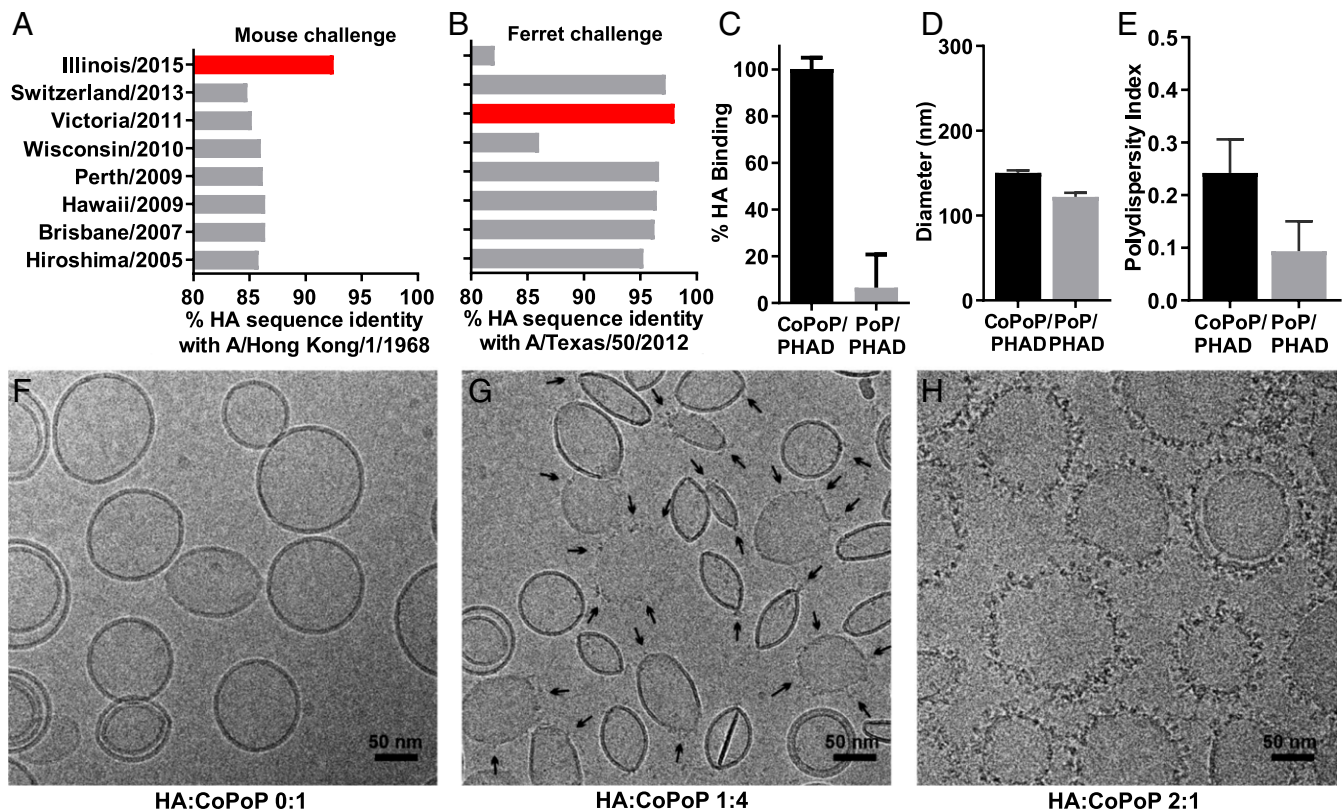 A
Mouse challenge
Illinois/2015
Switzerland/2013
Victoria/2011
Wisconsin/2010
Perth/2009
Hawaii/2009
Brisbane/2007
Hiroshima/2005
80 85 90 95 100
% HA sequence identity
with A/Hong Kong/1/1968
B
Ferret challenge
80 85 90 95 100
% HA sequence identity
with A/Texas/50/2012
C
% HA Binding
100
80
60
40
20
0
CoPoP/ PoP/
PHAD PHAD
D
Diameter (nm)
300
200
100
0
CoPoP/ PoP/
PHAD PHAD
E
Polydispersity Index
0.5
0.4
0.3
0.2
0.1
0.0
CoPoP/ PoP/
PHAD PHAD
F
50 nm
HA:CoPoP 0:1
G
50 nm
HA:CoPoP 1:4
H
50 nm
HA:CoPoP 2:1